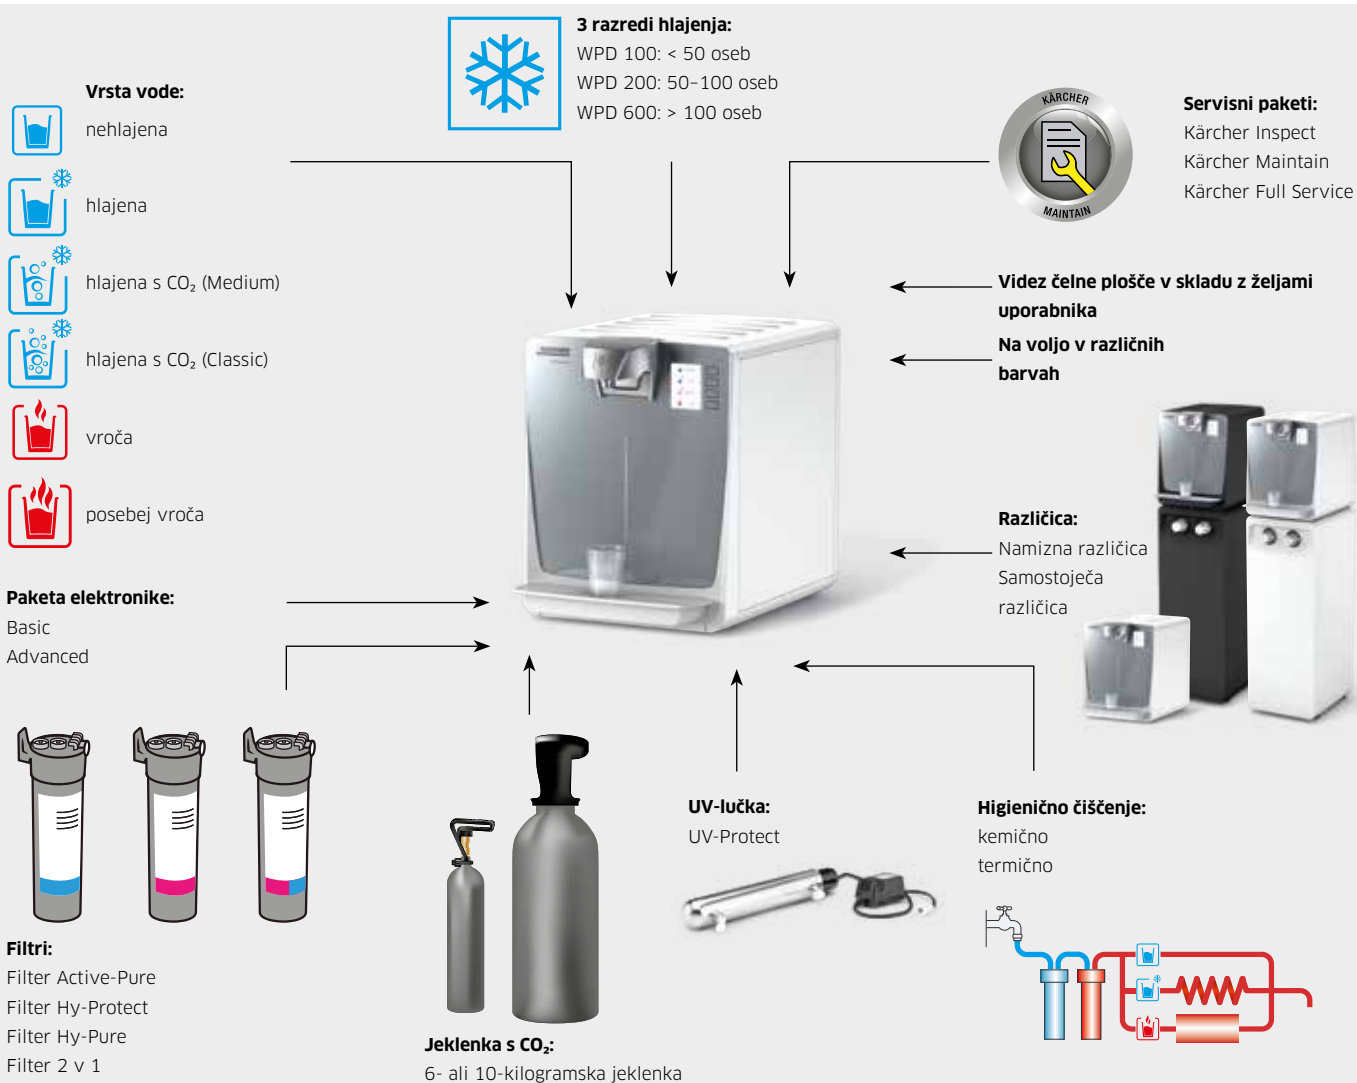 3 razredi hlajenja:
WPD 100: < 50 oseb
WPD 200: 50–100 oseb
WPD 600: > 100 oseb
Vrsta vode:
nehlajena
hlajena
hlajena s CO₂ (Medium)
hlajena s CO₂ (Classic)
vroča
posebej vroča
KÄRCHER
MAINTAIN
Servisni paketi:
Kärcher Inspect
Kärcher Maintain
Kärcher Full Service
Videz čelne plošče v skladu z željami
uporabnika
Na voljo v različnih
barvah
Različica:
Namizna različica
Samostoječa
različica
Paketa elektronike:
Basic
Advanced
Filtri:
Filter Active-Pure
Filter Hy-Protect
Filter Hy-Pure
Filter 2 v 1
Jeklenka s CO₂:
6- ali 10-kilogramska jeklenka
UV-lučka:
UV-Protect
Higienično čiščenje:
kemično
termično